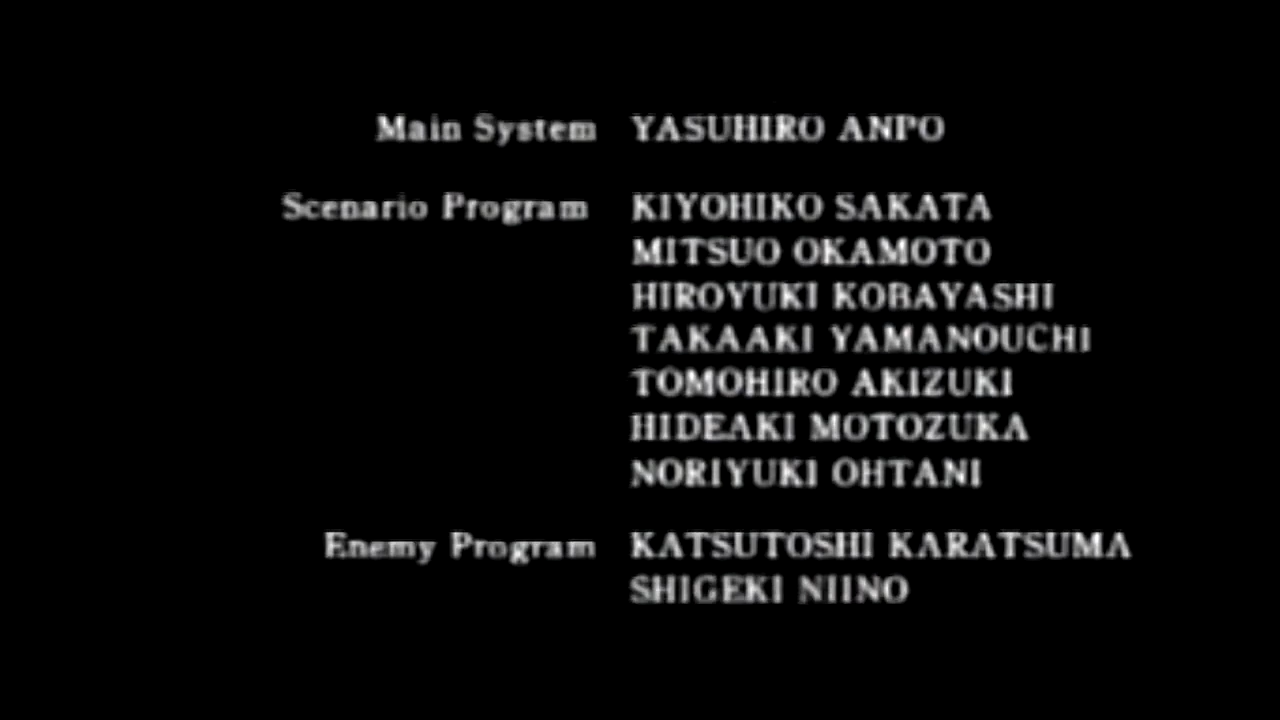 Main System YASUHIRO ANPO
Scenario Program KIYOHIKO SAKATA
MITSUO OKAMOTO
HIROYUKI KOBAYASHI
TAKAAKI YAMANOUCHI
TOMOHIRO AKIZUKI
HIDEAKI MOTOZUKA
NORIYUKI OHTANI
Enemy Program KATSUTOSHI KARATSUMA
SHIGEKI NIINO